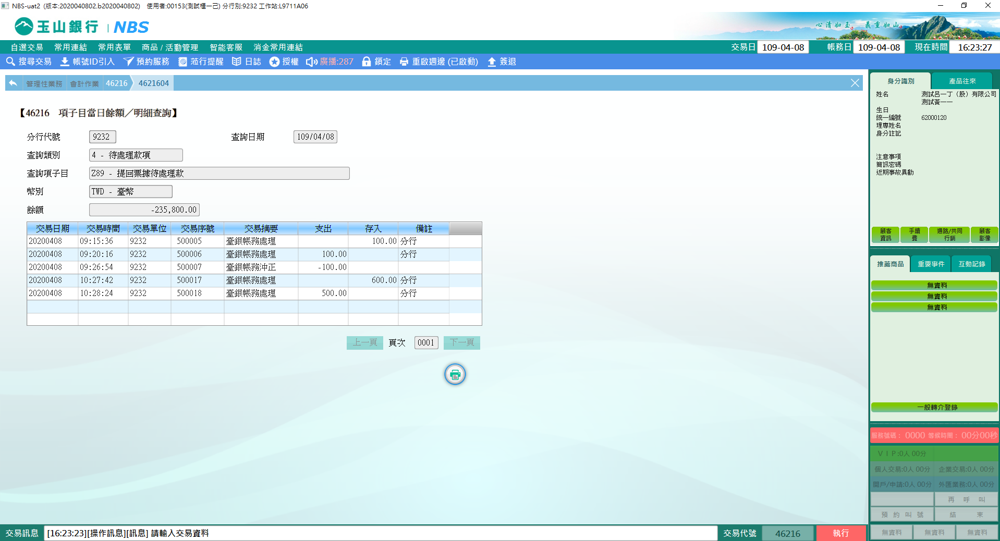 NBS-uat2 (版本:2020040802.b2020040802) 使用者:00153(測試櫃一己) 分行別:9232 工作站:L9711A06
玉山銀行 | NBS
心清如玉 義重如山
自選交易 常用連結 常用表單 商品 / 活動管理 智能客服 消金常用連結 交易日 109-04-08 帳務日 109-04-08 現在時間 16:23:27
搜尋交易 帳號ID引入 預約服務 蒞行提醒 日誌 授權 廣播:287 鎖定 重啟週邊 (已啟動) 簽退
管理性業務 會計作業 46216 4621604
【46216 項子目當日餘額／明細查詢】
分行代號 9232 查詢日期 109/04/08
查詢類別 4 - 待處理款項
查詢項子目 Z89 - 提回票據待處理款
幣別 TWD - 臺幣
餘額 -235,800.00
交易日期 交易時間 交易單位 交易序號 交易摘要 支出 存入 備註
20200408 09:15:36 9232 500005 臺銀帳務處理 100.00 分行
20200408 09:20:16 9232 500006 臺銀帳務處理 100.00 分行
20200408 09:26:54 9232 500007 臺銀帳務沖正 -100.00
20200408 10:27:42 9232 500017 臺銀帳務處理 600.00 分行
20200408 10:28:24 9232 500018 臺銀帳務處理 500.00 分行
上一頁 頁次 0001 下一頁
身分識別 產品往來
姓名 測試呂一丁（股）有限公司
測試黃一一
生日
統一編號 62000120
理專姓名
身分註記
注意事項
簡訊密碼
近期事故異動
顧客資訊 手續費 通路/共同行銷 顧客影像
推薦商品 重要事件 互動記錄
無資料
無資料
無資料
一般轉介登錄
服務號碼： 0000 等候時間： 00分00秒
ＶＩＰ:0人 00分
個人交易:0人 00分 企業交易:0人 00分
開戶/申請:0人 00分 外匯業務:0人 00分
再 呼 叫
預 約 叫 號 結 束
無資料 無資料 無資料
交易訊息 [16:23:23][操作訊息][訊息] 請輸入交易資料 交易代號 46216 執行